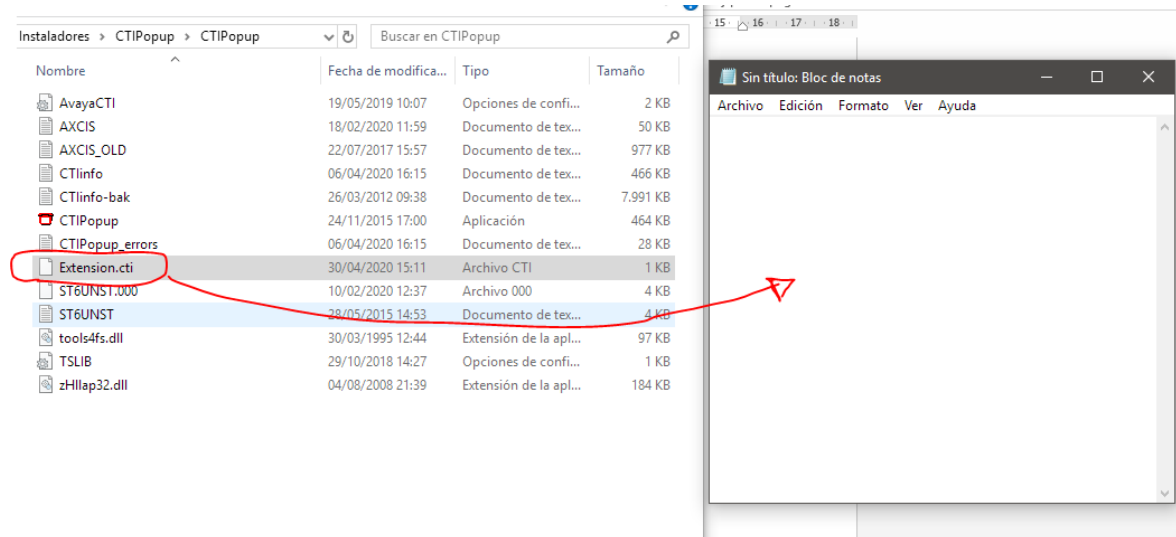 Instaladores > CTIPopup > CTIPopup Buscar en CTIPopup
Nombre Fecha de modifica... Tipo Tamaño
AvayaCTI 19/05/2019 10:07 Opciones de confi... 2 KB
AXCIS 18/02/2020 11:59 Documento de tex... 50 KB
AXCIS_OLD 22/07/2017 15:57 Documento de tex... 977 KB
CTIinfo 06/04/2020 16:15 Documento de tex... 466 KB
CTIinfo-bak 26/03/2012 09:38 Documento de tex... 7.991 KB
CTIPopup 24/11/2015 17:00 Aplicación 464 KB
CTIPopup_errors 06/04/2020 16:15 Documento de tex... 28 KB
Extension.cti 30/04/2020 15:11 Archivo CTI 1 KB
ST6UNST.000 10/02/2020 12:37 Archivo 000 4 KB
ST6UNST 28/05/2015 14:53 Documento de tex... 4 KB
tools4fs.dll 30/03/1995 12:44 Extensión de la apl... 97 KB
TSLIB 29/10/2018 14:27 Opciones de confi... 1 KB
zHllap32.dll 04/08/2008 21:39 Extensión de la apl... 184 KB
· 15 · 16 · 17 · 18 ·
Sin título: Bloc de notas
Archivo Edición Formato Ver Ayuda